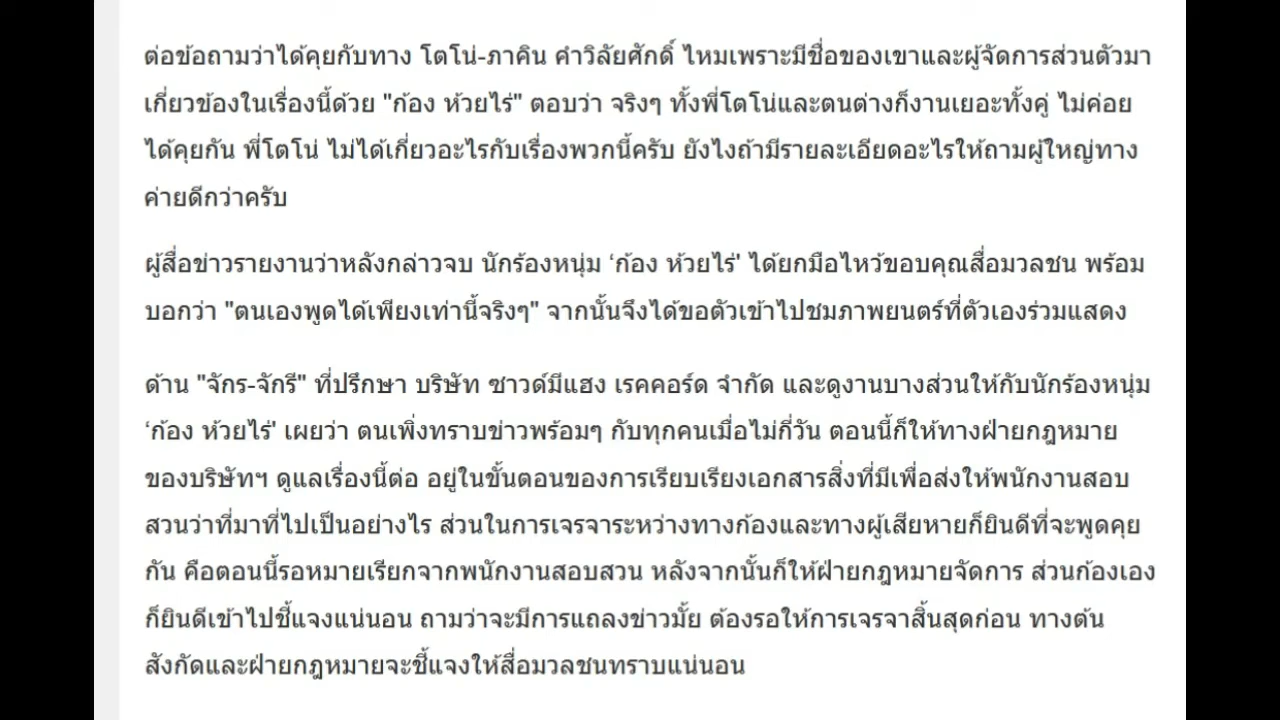 ต่อข้อถามว่าได้คุยกับทาง โตโน่-ภาคิน คำวิลัยศักดิ์ ไหมเพราะมีชื่อของเขาและผู้จัดการส่วนตัวมา
เกี่ยวข้องในเรื่องนี้ด้วย "ก้อง ห้วยไร่" ตอบว่า จริงๆ ทั้งพี่โตโน่และตนต่างก็งานเยอะทั้งคู่ ไม่ค่อย
ได้คุยกัน พี่โตโน่ ไม่ได้เกี่ยวอะไรกับเรื่องพวกนี้ครับ ยังไงถ้ามีรายละเอียดอะไรให้ถามผู้ใหญ่ทาง
ค่ายดีกว่าครับ
ผู้สื่อข่าวรายงานว่าหลังกล่าวจบ นักร้องหนุ่ม ‘ก้อง ห้วยไร่' ได้ยกมือไหว้ขอบคุณสื่อมวลชน พร้อม
บอกว่า "ตนเองพูดได้เพียงเท่านี้จริงๆ" จากนั้นจึงได้ขอตัวเข้าไปชมภาพยนตร์ที่ตัวเองร่วมแสดง
ด้าน "จักร-จักรี" ที่ปรึกษา บริษัท ซาวด์มีแฮง เรคคอร์ด จำกัด และดูงานบางส่วนให้กับนักร้องหนุ่ม
‘ก้อง ห้วยไร่' เผยว่า ตนเพิ่งทราบข่าวพร้อมๆ กับทุกคนเมื่อไม่กี่วัน ตอนนี้ก็ให้ทางฝ่ายกฎหมาย
ของบริษัทฯ ดูแลเรื่องนี้ต่อ อยู่ในขั้นตอนของการเรียบเรียงเอกสารสิ่งที่มีเพื่อส่งให้พนักงานสอบ
สวนว่าที่มาที่ไปเป็นอย่างไร ส่วนในการเจรจาระหว่างทางก้องและทางผู้เสียหายก็ยินดีที่จะพูดคุย
กัน คือตอนนี้รอหมายเรียกจากพนักงานสอบสวน หลังจากนั้นก็ให้ฝ่ายกฎหมายจัดการ ส่วนก้องเอง
ก็ยินดีเข้าไปชี้แจงแน่นอน ถามว่าจะมีการแถลงข่าวมั้ย ต้องรอให้การเจรจาสิ้นสุดก่อน ทางต้น
สังกัดและฝ่ายกฎหมายจะชี้แจงให้สื่อมวลชนทราบแน่นอน